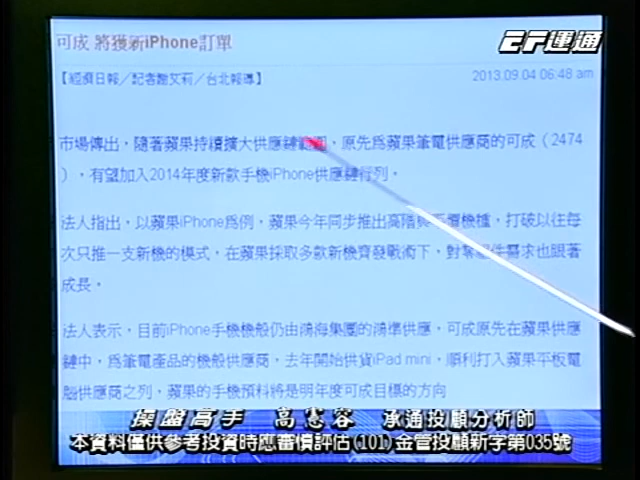 可成 將獲新iPhone訂單
EF運通
【經濟日報／記者謝艾莉／台北報導】
2013.09.04 06:48 am
市場傳出，隨著蘋果持續擴大供應鏈範圍，原先為蘋果筆電供應商的可成（2474
），有望加入2014年度新款手機iPhone供應鏈行列。
法人指出，以蘋果iPhone為例，蘋果今年同步推出高階與平價機種，打破以往每
次只推一支新機的模式，在蘋果採取多款新機齊發戰術下，對零組件需求也跟著
成長。
法人表示，目前iPhone手機機殼仍由鴻海集團的鴻準供應，可成原先在蘋果供應
鏈中，為筆電產品的機殼供應商，去年開始供貨iPad mini，順利打入蘋果平板電
腦供應商之列，蘋果的手機預料將是明年度可成目標的方向
操盤高手 高憲容 承通投顧分析師
本資料僅供參考投資時應審慎評估(101)金管投顧新字第035號